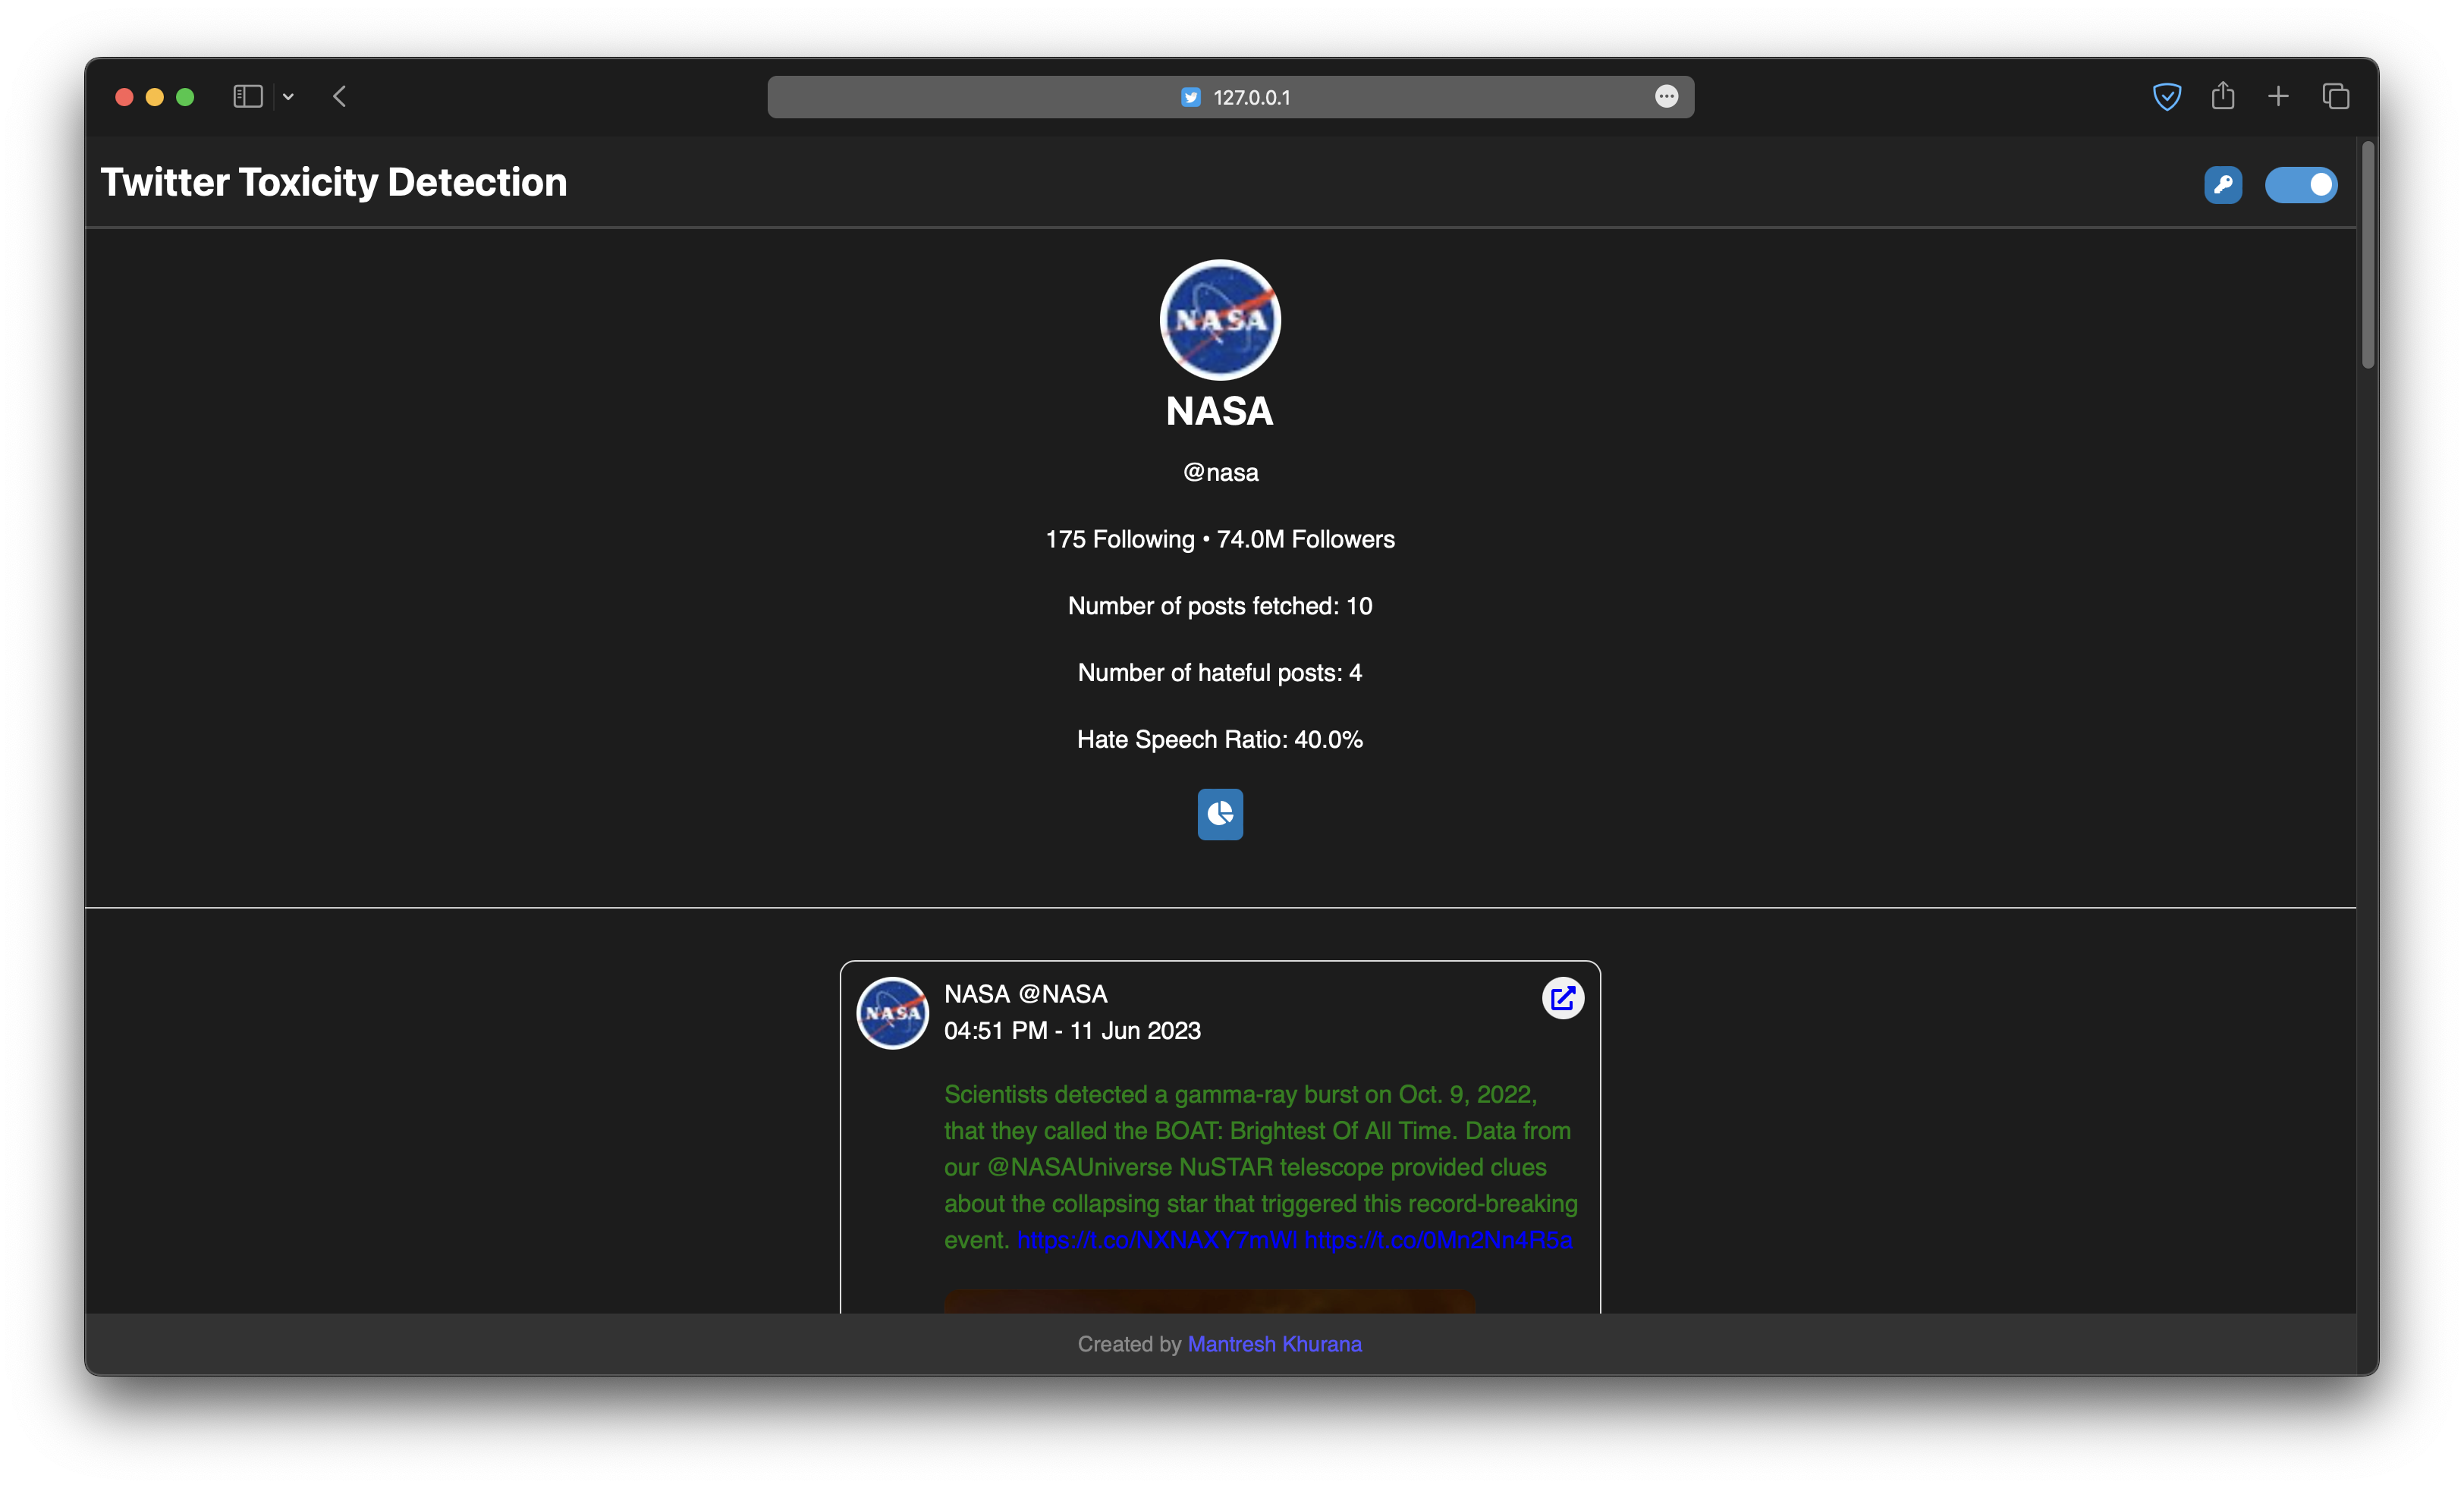 127.0.0.1
Twitter Toxicity Detection
NASA
NASA
@nasa
175 Following • 74.0M Followers
Number of posts fetched: 10
Number of hateful posts: 4
Hate Speech Ratio: 40.0%
NASA
NASA @NASA
04:51 PM - 11 Jun 2023
Scientists detected a gamma-ray burst on Oct. 9, 2022,
that they called the BOAT: Brightest Of All Time. Data from
our @NASAUniverse NuSTAR telescope provided clues
about the collapsing star that triggered this record-breaking
event. https://t.co/NXNAXY7mWl https://t.co/0Mn2Nn4R5a
Created by Mantresh Khurana